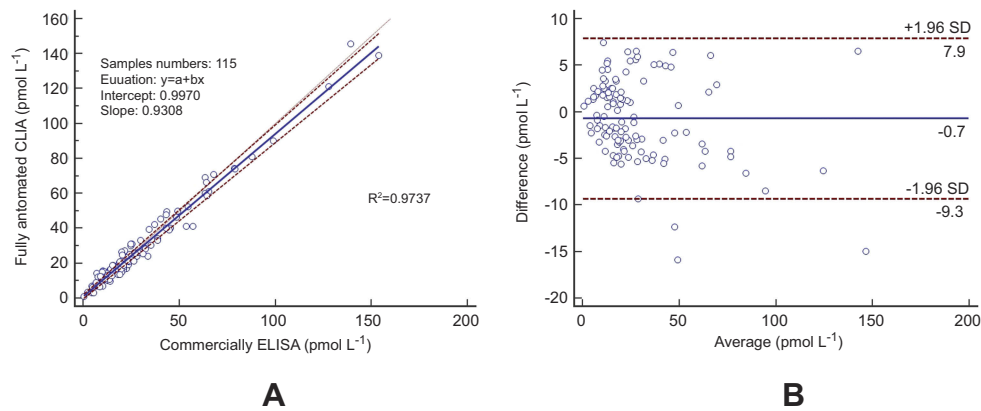 160
140
120
100
80
60
40
20
0
Fully antomated CLIA (pmol L-1)
Samples numbers: 115
Euuation: y=a+bx
Intercept: 0.9970
Slope: 0.9308
R2=0.9737
0 50 100 150 200
Commercially ELISA (pmol L-1)
A
10
5
0
-5
-10
-15
-20
Difference (pmol L-1)
+1.96 SD
7.9
-0.7
-1.96 SD
-9.3
0 50 100 150 200
Average (pmol L-1)
B